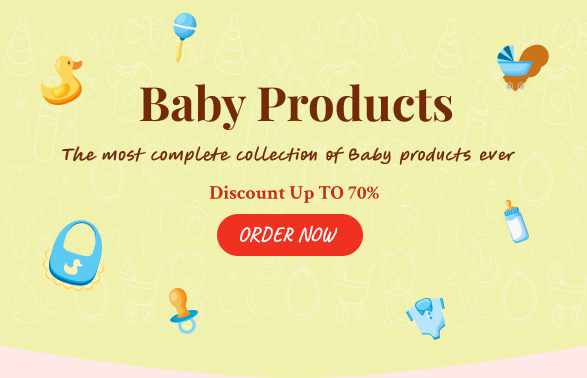 Baby Products
The most complete collection of Baby products ever
Discount Up TO 70%
ORDER NOW